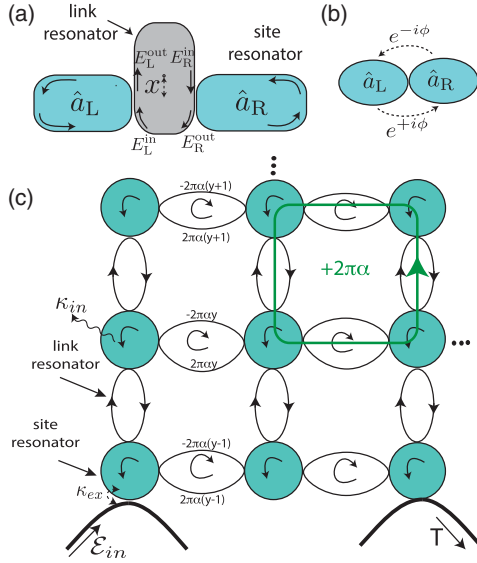 (a)
link
resonator
site
resonator
E_L^out E_R^in
x
â_L
â_R
E_L^in
E_R^out
(b)
e^{-iϕ}
â_L
â_R
e^{+iϕ}
(c)
-2πα(y+1)
2πα(y+1)
+2πα
κ_in
-2παy
2παy
link
resonator
site
resonator
-2πα(y-1)
2πα(y-1)
κ_ex
ℰ_in
T